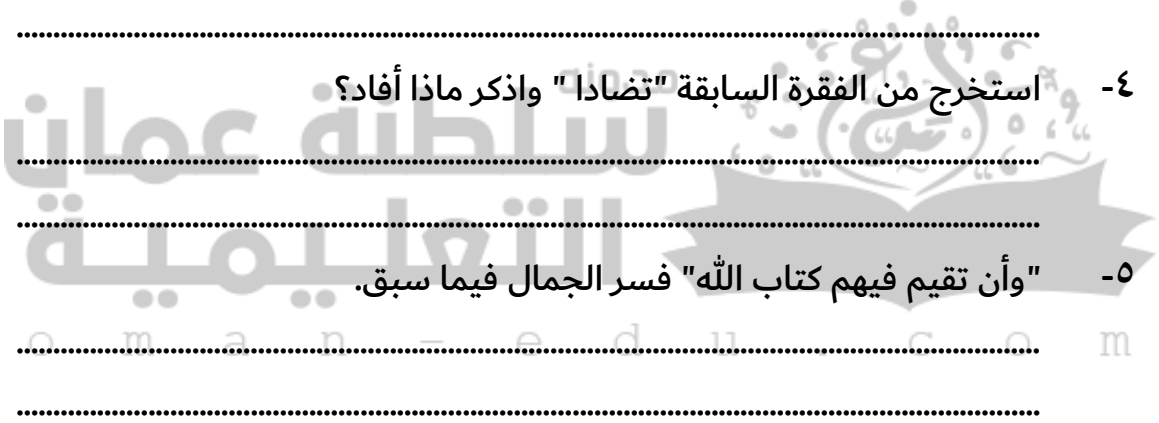 ٤- استخرج من الفقرة السابقة "تضادا " واذكر ماذا أفاد؟
مدونة
سلطنة عمان
التعليمية
٥- "وأن تقيم فيهم كتاب الله" فسر الجمال فيما سبق.
oman-edu.com